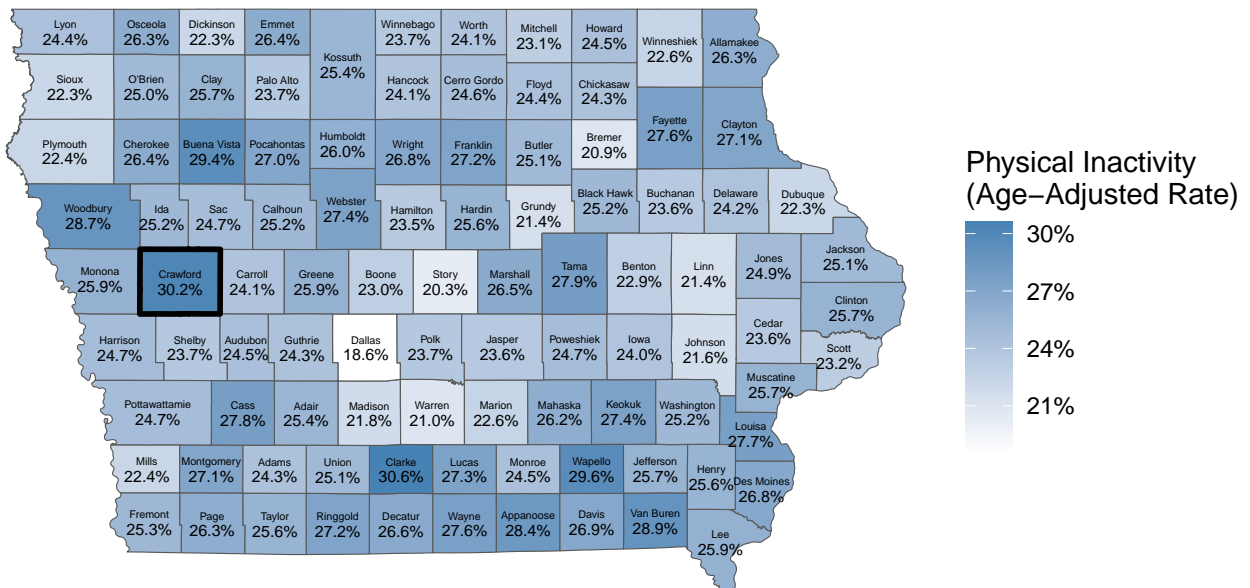 Lyon
24.4%
Osceola
26.3%
Dickinson
22.3%
Emmet
26.4%
Kossuth
25.4%
Winnebago
23.7%
Worth
24.1%
Mitchell
23.1%
Howard
24.5%
Winneshiek
22.6%
Allamakee
26.3%
Sioux
22.3%
O'Brien
25.0%
Clay
25.7%
Palo Alto
23.7%
Hancock
24.1%
Cerro Gordo
24.6%
Floyd
24.4%
Chickasaw
24.3%
Fayette
27.6%
Clayton
27.1%
Plymouth
22.4%
Cherokee
26.4%
Buena Vista
29.4%
Pocahontas
27.0%
Humboldt
26.0%
Wright
26.8%
Franklin
27.2%
Butler
25.1%
Bremer
20.9%
Woodbury
28.7%
Ida
25.2%
Sac
24.7%
Calhoun
25.2%
Webster
27.4%
Hamilton
23.5%
Hardin
25.6%
Grundy
21.4%
Black Hawk
25.2%
Buchanan
23.6%
Delaware
24.2%
Dubuque
22.3%
Monona
25.9%
Crawford
30.2%
Carroll
24.1%
Greene
25.9%
Boone
23.0%
Story
20.3%
Marshall
26.5%
Tama
27.9%
Benton
22.9%
Linn
21.4%
Jones
24.9%
Jackson
25.1%
Clinton
25.7%
Harrison
24.7%
Shelby
23.7%
Audubon
24.5%
Guthrie
24.3%
Dallas
18.6%
Polk
23.7%
Jasper
23.6%
Poweshiek
24.7%
Iowa
24.0%
Johnson
21.6%
Cedar
23.6%
Scott
23.2%
Muscatine
25.7%
Pottawattamie
24.7%
Cass
27.8%
Adair
25.4%
Madison
21.8%
Warren
21.0%
Marion
22.6%
Mahaska
26.2%
Keokuk
27.4%
Washington
25.2%
Louisa
27.7%
Mills
22.4%
Montgomery
27.1%
Adams
24.3%
Union
25.1%
Clarke
30.6%
Lucas
27.3%
Monroe
24.5%
Wapello
29.6%
Jefferson
25.7%
Henry
25.6%
Des Moines
26.8%
Fremont
25.3%
Page
26.3%
Taylor
25.6%
Ringgold
27.2%
Decatur
26.6%
Wayne
27.6%
Appanoose
28.4%
Davis
26.9%
Van Buren
28.9%
Lee
25.9%
Physical Inactivity
(Age−Adjusted Rate)
30%
27%
24%
21%